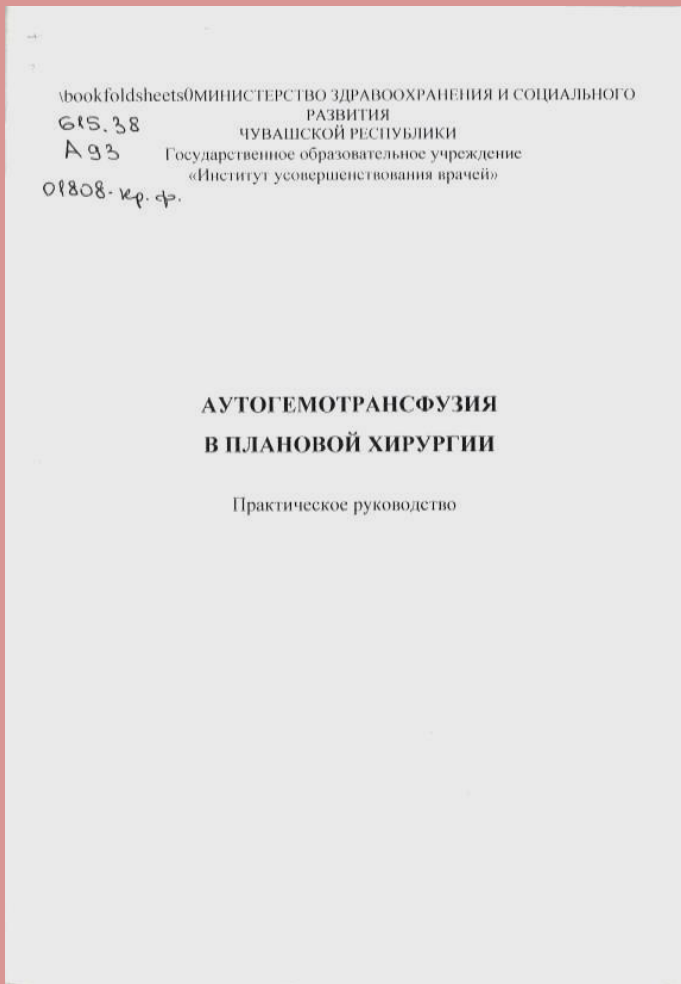 \bookfoldsheets0МИНИСТЕРСТВО ЗДРАВООХРАНЕНИЯ И СОЦИАЛЬНОГО
РАЗВИТИЯ
615.38
ЧУВАШСКОЙ РЕСПУБЛИКИ
А 93
Государственное образовательное учреждение
«Институт усовершенствования врачей»
01808-кр.ф.
АУТОГЕМОТРАНСФУЗИЯ
В ПЛАНОВОЙ ХИРУРГИИ
Практическое руководство